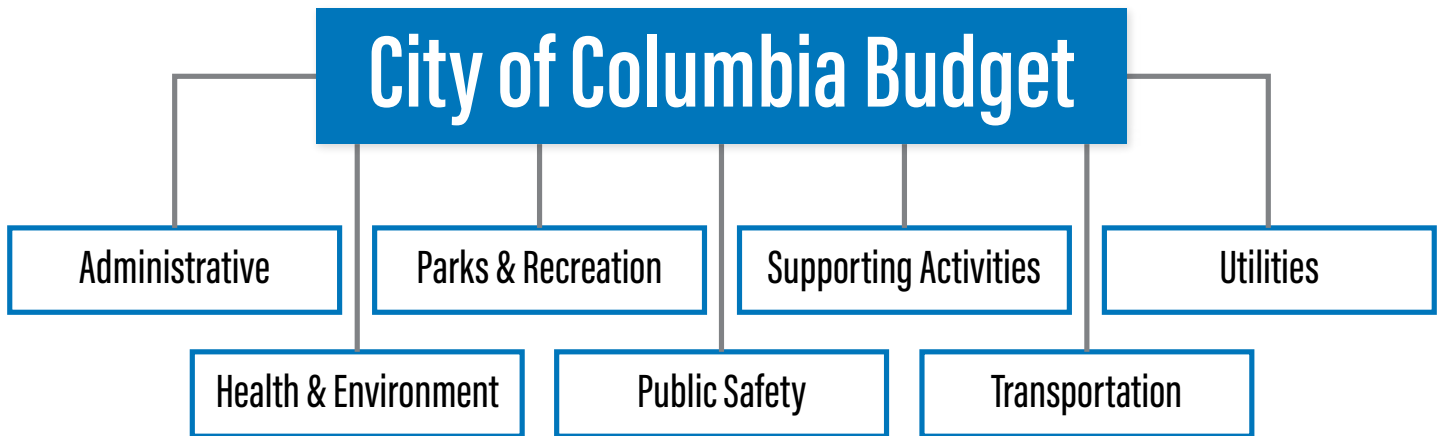 City of Columbia Budget
Administrative
Parks & Recreation
Supporting Activities
Utilities
Health & Environment
Public Safety
Transportation